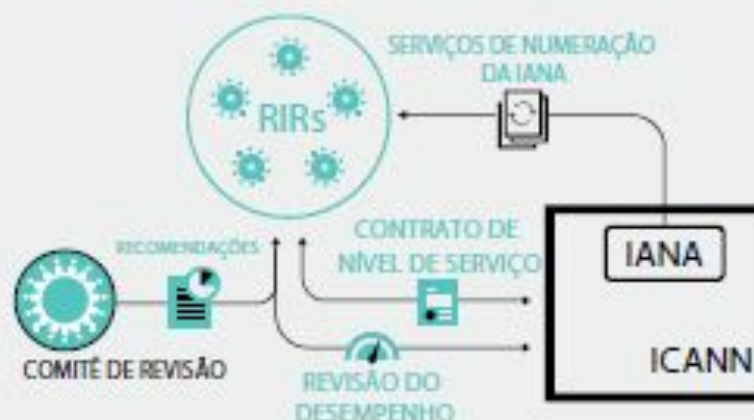 SERVIÇOS DE NUMERAÇÃO
DA IANA
RIRs
RECOMENDAÇÕES
CONTRATO DE
NÍVEL DE SERVIÇO
IANA
COMITÊ DE REVISÃO
ICANN
REVISÃO DO
DESEMPENHO